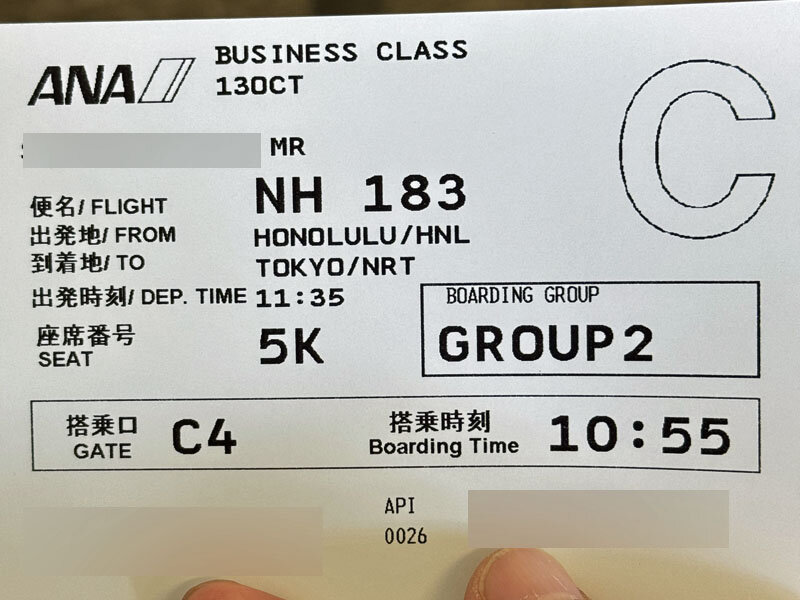 ANA
BUSINESS CLASS
13OCT
MR
C
便名/ FLIGHT NH 183
出発地/ FROM HONOLULU/HNL
到着地/ TO TOKYO/NRT
出発時刻/ DEP. TIME 11:35
座席番号
SEAT 5K
BOARDING GROUP
GROUP2
搭乗口
GATE C4
搭乗時刻
Boarding Time 10:55
API
0026